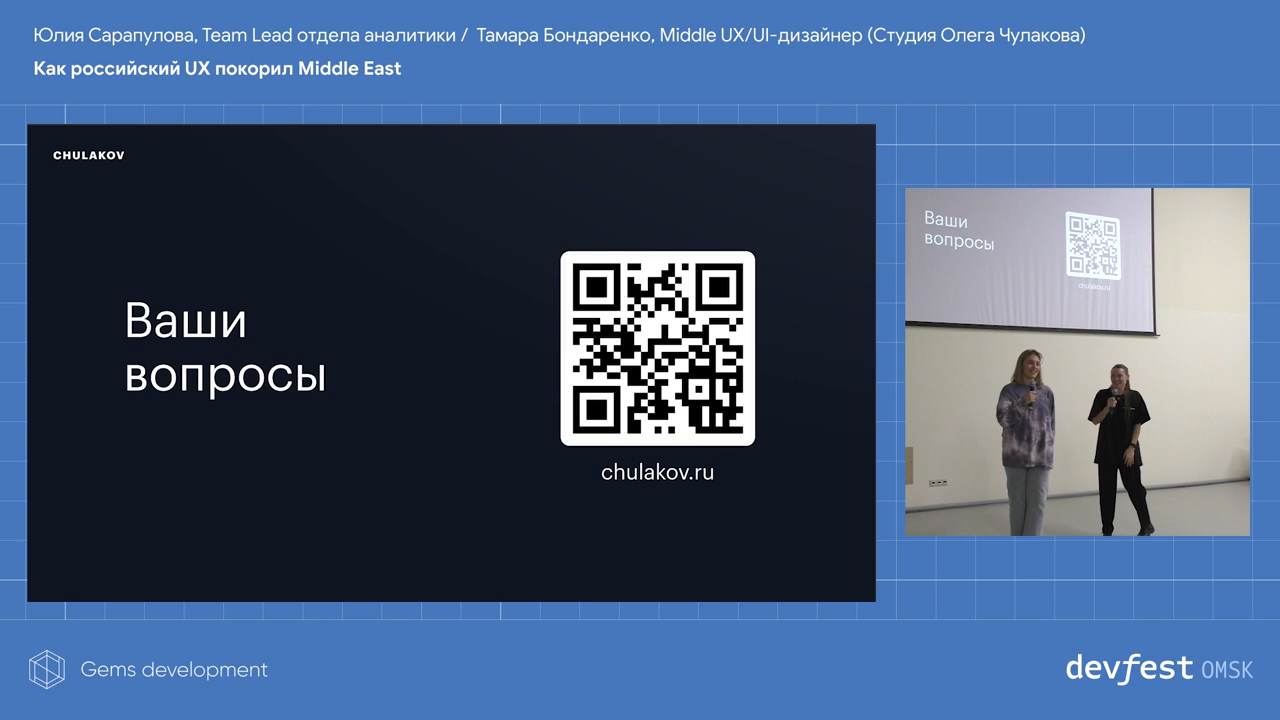 Юлия Сарапулова, Team Lead отдела аналитики / Тамара Бондаренко, Middle UX/UI-дизайнер (Студия Олега Чулакова)
Как российский UX покорил Middle East
CHULAKOV
Ваши
вопросы
chulakov.ru
Ваши
вопросы
chulakov.ru
Gems development
devfest OMSK